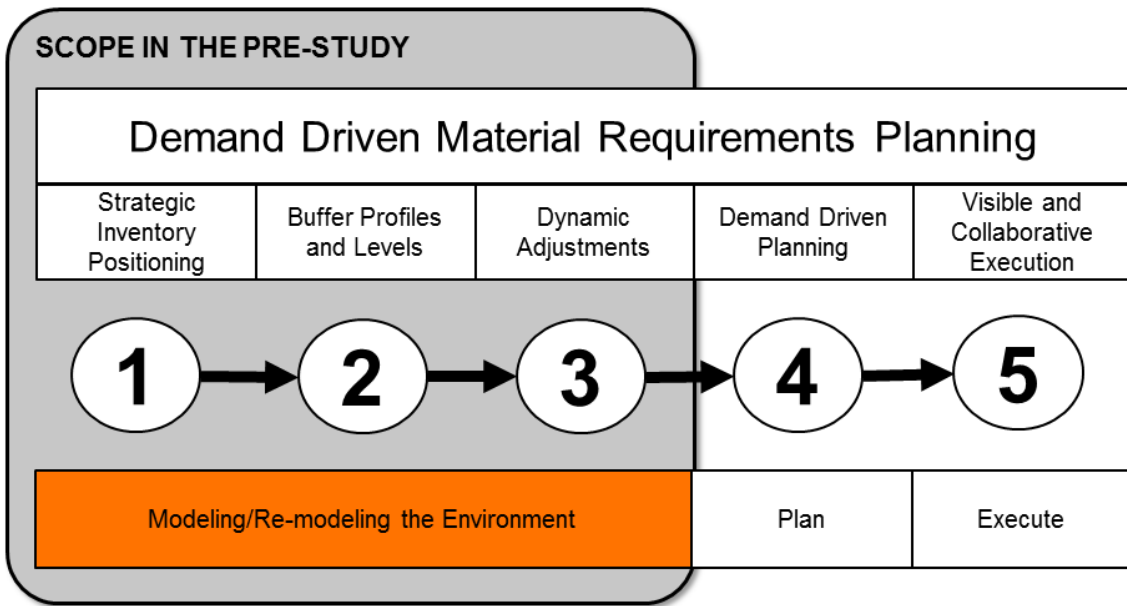 SCOPE IN THE PRE-STUDY
Demand Driven Material Requirements Planning
Strategic
Inventory
Positioning
Buffer Profiles
and Levels
Dynamic
Adjustments
Demand Driven
Planning
Visible and
Collaborative
Execution
1
2
3
4
5
Modeling/Re-modeling the Environment
Plan
Execute